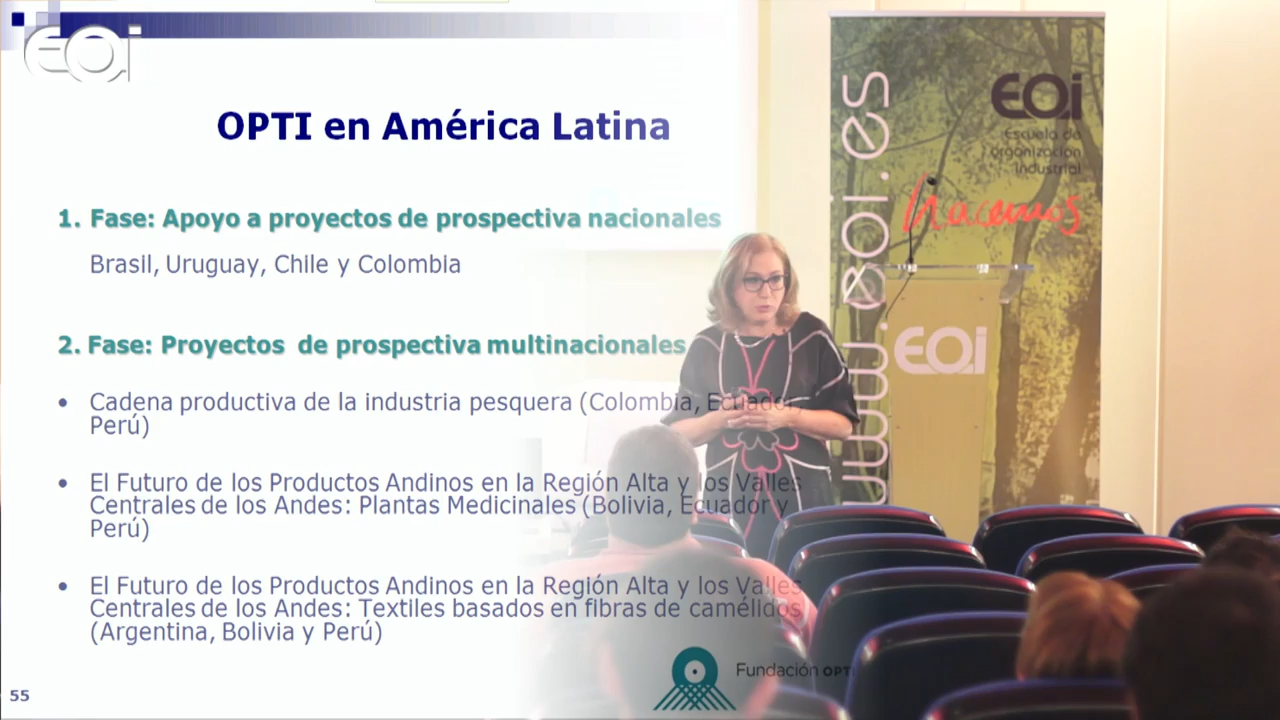 EOi
OPTI en América Latina
1. Fase: Apoyo a proyectos de prospectiva nacionales
Brasil, Uruguay, Chile y Colombia
2. Fase: Proyectos de prospectiva multinacionales
• Cadena productiva de la industria pesquera (Colombia, Ecuador,
Perú)
• El Futuro de los Productos Andinos en la Región Alta y los Valles
Centrales de los Andes: Plantas Medicinales (Bolivia, Ecuador y
Perú)
• El Futuro de los Productos Andinos en la Región Alta y los Valles
Centrales de los Andes: Textiles basados en fibras de camélidos
(Argentina, Bolivia y Perú)
55
Fundación OPTI
www.eoi.es
EOi
Escuela de
organización
industrial
hacemos
EOi